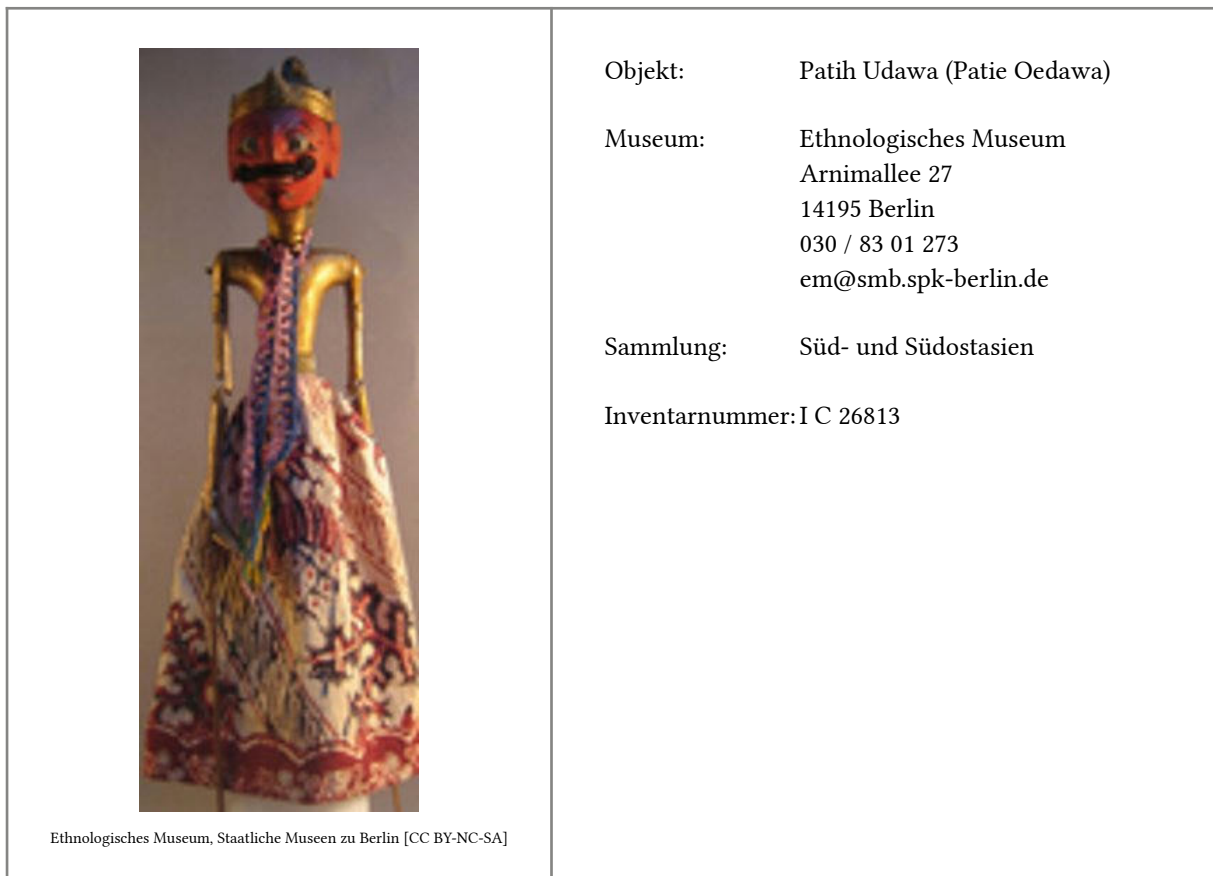 Objekt: Patih Udawa (Patie Oedawa)
Museum: Ethnologisches Museum
Arnimallee 27
14195 Berlin
030 / 83 01 273
em@smb.spk-berlin.de
Sammlung: Süd- und Südostasien
Inventarnummer: I C 26813
Ethnologisches Museum, Staatliche Museen zu Berlin [CC BY-NC-SA]